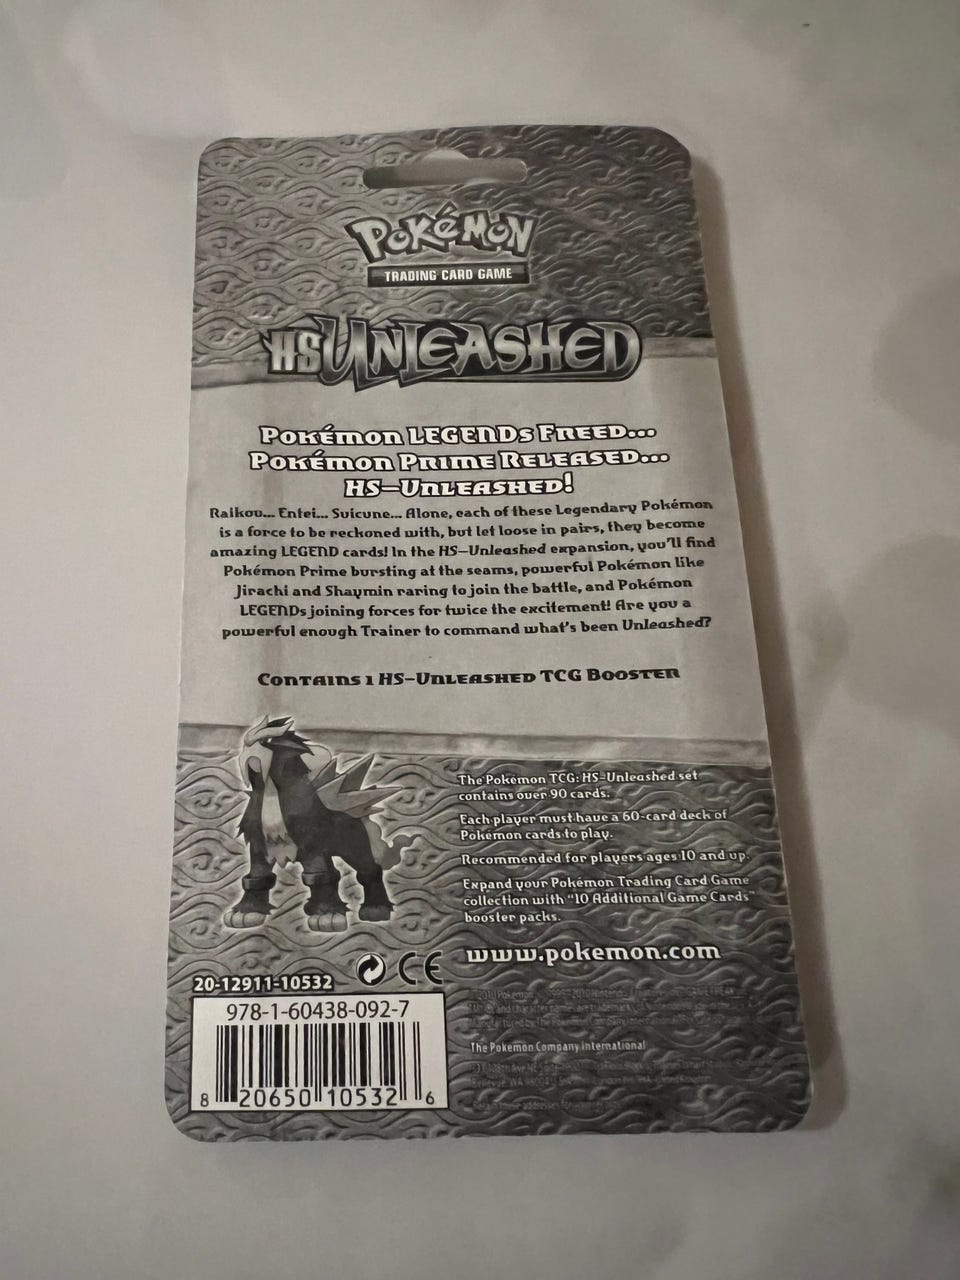 POKéMON
TRADING CARD GAME
HS UNLEASHED
Pokémon LEGENDs Freed...
Pokémon Prime Released...
HS—Unleashed!
Raikou... Entei... Suicune... Alone, each of these Legendary Pokémon
is a force to be reckoned with, but let loose in pairs, they become
amazing LEGEND cards! In the HS—Unleashed expansion, you'll find
Pokémon Prime bursting at the seams, powerful Pokémon like
Jirachi and Shaymin raring to join the battle, and Pokémon
LEGENDs joining forces for twice the excitement! Are you a
powerful enough Trainer to command what's been Unleashed?
Contains 1 HS—Unleashed TCG Booster
The Pokémon TCG: HS–Unleashed set
contains over 90 cards.
Each player must have a 60-card deck of
Pokémon cards to play.
Recommended for players ages 10 and up.
Expand your Pokémon Trading Card Game
collection with "10 Additional Game Cards"
booster packs.
www.pokemon.com
20-12911-10532
CE
978-1-60438-092-7
8 20650 10532 6
The Pokémon Company International